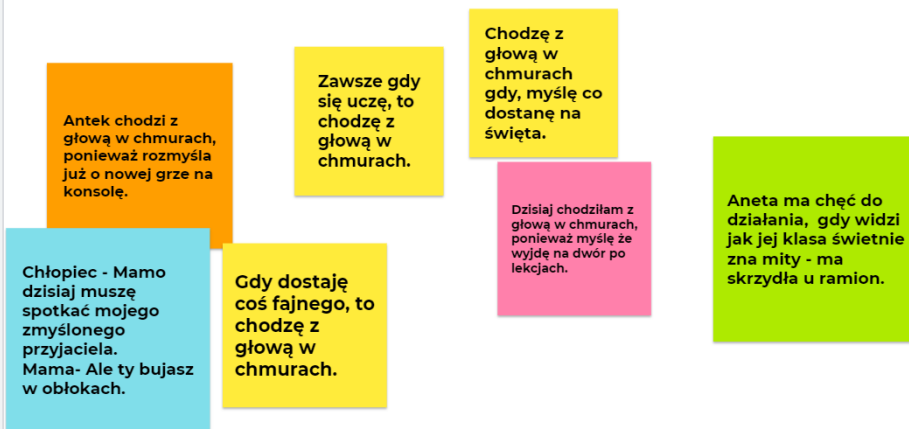 Antek chodzi z
głową w chmurach,
ponieważ rozmyśla
już o nowej grze na
konsolę.
Zawsze gdy
się uczę, to
chodzę z
głową w
chmurach.
Chodzę z
głową w
chmurach
gdy, myślę co
dostanę na
święta.
Dzisiaj chodziłam z
głową w chmurach,
ponieważ myślę że
wyjdę na dwór po
lekcjach.
Aneta ma chęć do
działania, gdy widzi
jak jej klasa świetnie
zna mity - ma
skrzydła u ramion.
Chłopiec - Mamo
dzisiaj muszę
spotkać mojego
zmyślonego
przyjaciela.
Mama- Ale ty bujasz
w obłokach.
Gdy dostaję
coś fajnego, to
chodzę z
głową w
chmurach.